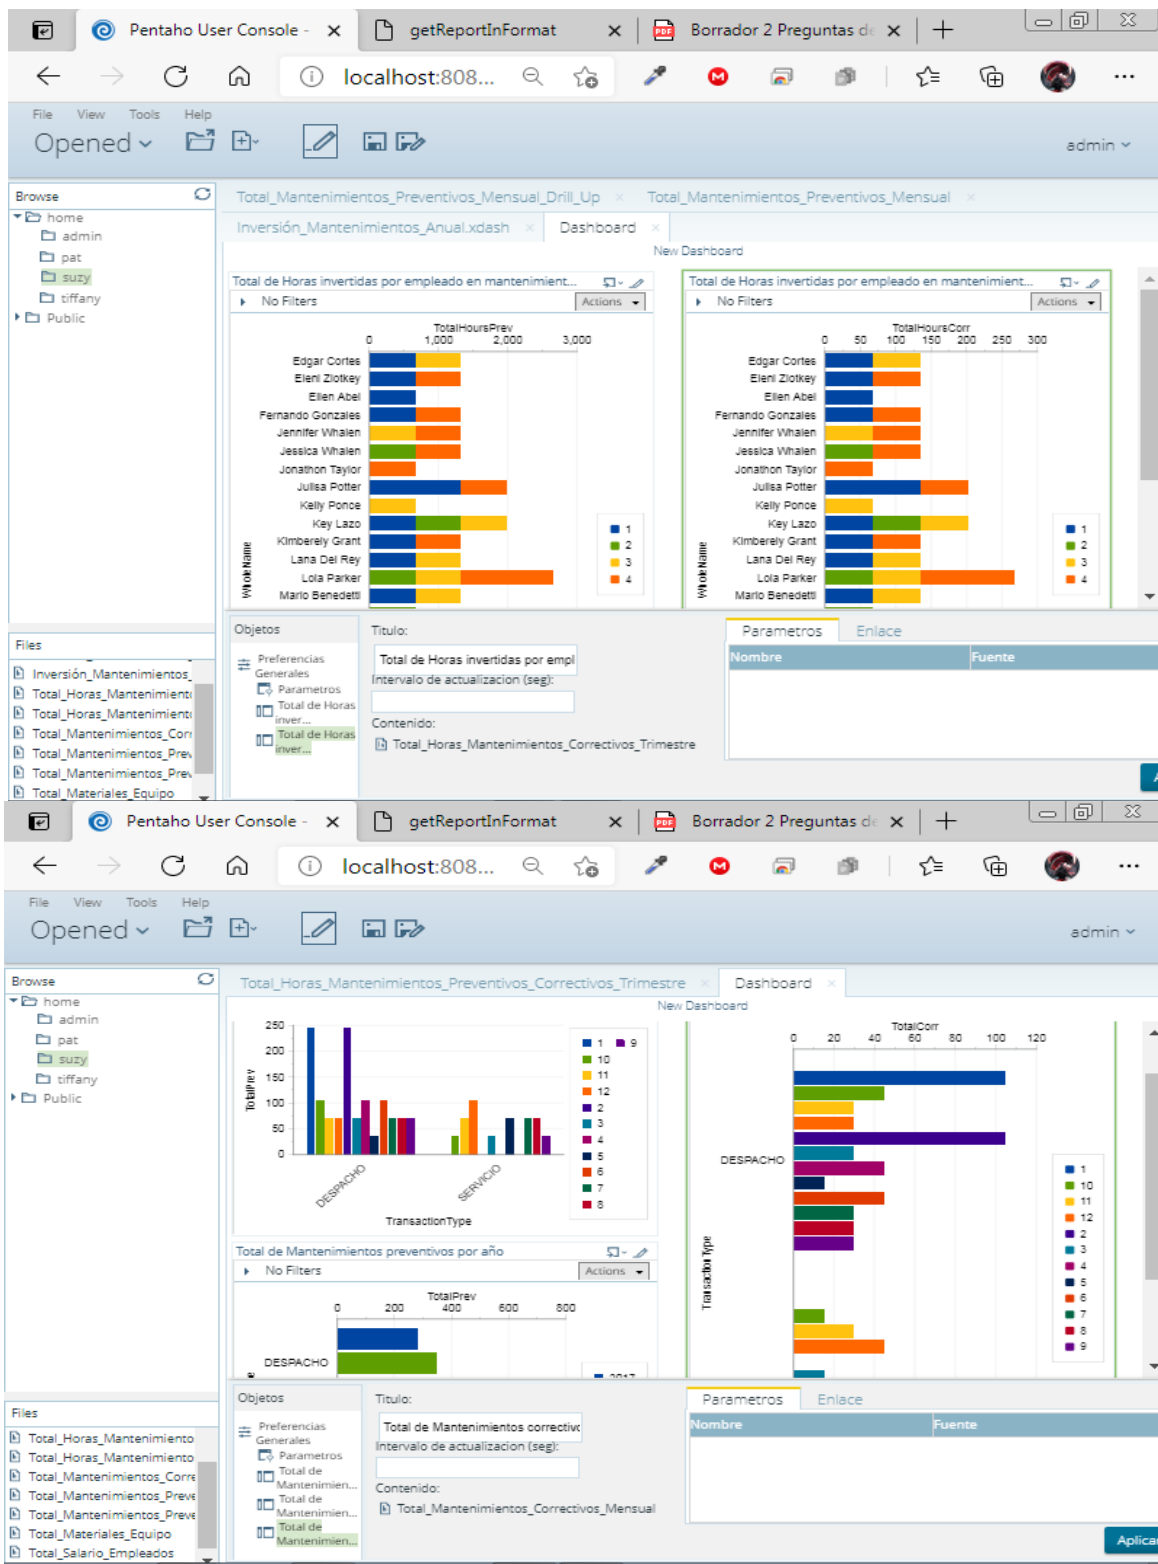 Pentaho User Console -
getReportInFormat
Borrador 2 Preguntas de
localhost:808...
File View Tools Help
Opened
admin
Browse
home
admin
pat
suzy
tiffany
Public
Total_Mantenimientos_Preventivos_Mensual_Drill_Up
Total_Mantenimientos_Preventivos_Mensual
Inversión_Mantenimientos_Anual.xdash
Dashboard
New Dashboard
Total de Horas invertidas por empleado en mantenimient...
No Filters
Actions
TotalHoursPrev
0 1,000 2,000 3,000
Edgar Cortes
Eleni Zlotkey
Ellen Abel
Fernando Gonzales
Jennifer Whalen
Jessica Whalen
Jonathon Taylor
Julisa Potter
Kelly Ponce
Key Lazo
Kimberely Grant
Lana Del Rey
Lola Parker
Mario Benedetti
WholeName
1
2
3
4
Total de Horas invertidas por empleado en mantenimient...
No Filters
Actions
TotalHoursCorr
0 50 100 150 200 250 300
Edgar Cortes
Eleni Zlotkey
Ellen Abel
Fernando Gonzales
Jennifer Whalen
Jessica Whalen
Jonathon Taylor
Julisa Potter
Kelly Ponce
Key Lazo
Kimberely Grant
Lana Del Rey
Lola Parker
Mario Benedetti
WholeName
1
2
3
4
Files
Inversión_Mantenimientos_
Total_Horas_Mantenimient
Total_Horas_Mantenimient
Total_Mantenimientos_Corr
Total_Mantenimientos_Prev
Total_Mantenimientos_Prev
Total_Materiales_Equipo
Objetos
Preferencias
Generales
Parametros
Total de Horas
inver...
Total de Horas
inver...
Titulo:
Total de Horas invertidas por empl
Intervalo de actualizacion (seg):
Contenido:
Total_Horas_Mantenimientos_Correctivos_Trimestre
Parametros Enlace
Nombre Fuente
A
Pentaho User Console -
getReportInFormat
Borrador 2 Preguntas de
localhost:808...
File View Tools Help
Opened
admin
Browse
home
admin
pat
suzy
tiffany
Public
Total_Horas_Mantenimientos_Preventivos_Correctivos_Trimestre
Dashboard
New Dashboard
250
200
150
100
50
0
TotalPrev
DESPACHO SERVICIO
TransactionType
1 9
10
11
12
2
3
4
5
6
7
8
Total de Mantenimientos preventivos por año
No Filters
Actions
TotalPrev
0 200 400 600 800
DESPACHO
2017
TotalCorr
0 20 40 60 80 100 120
DESPACHO
TransactionType
1
10
11
12
2
3
4
5
6
7
8
9
Files
Total_Horas_Mantenimiento
Total_Horas_Mantenimiento
Total_Mantenimientos_Corre
Total_Mantenimientos_Preve
Total_Mantenimientos_Preve
Total_Materiales_Equipo
Total_Salario_Empleados
Objetos
Preferencias
Generales
Parametros
Total de
Mantenimien...
Total de
Mantenimien...
Total de
Mantenimien...
Titulo:
Total de Mantenimientos correctivo
Intervalo de actualizacion (seg):
Contenido:
Total_Mantenimientos_Correctivos_Mensual
Parametros Enlace
Nombre Fuente
Aplicar